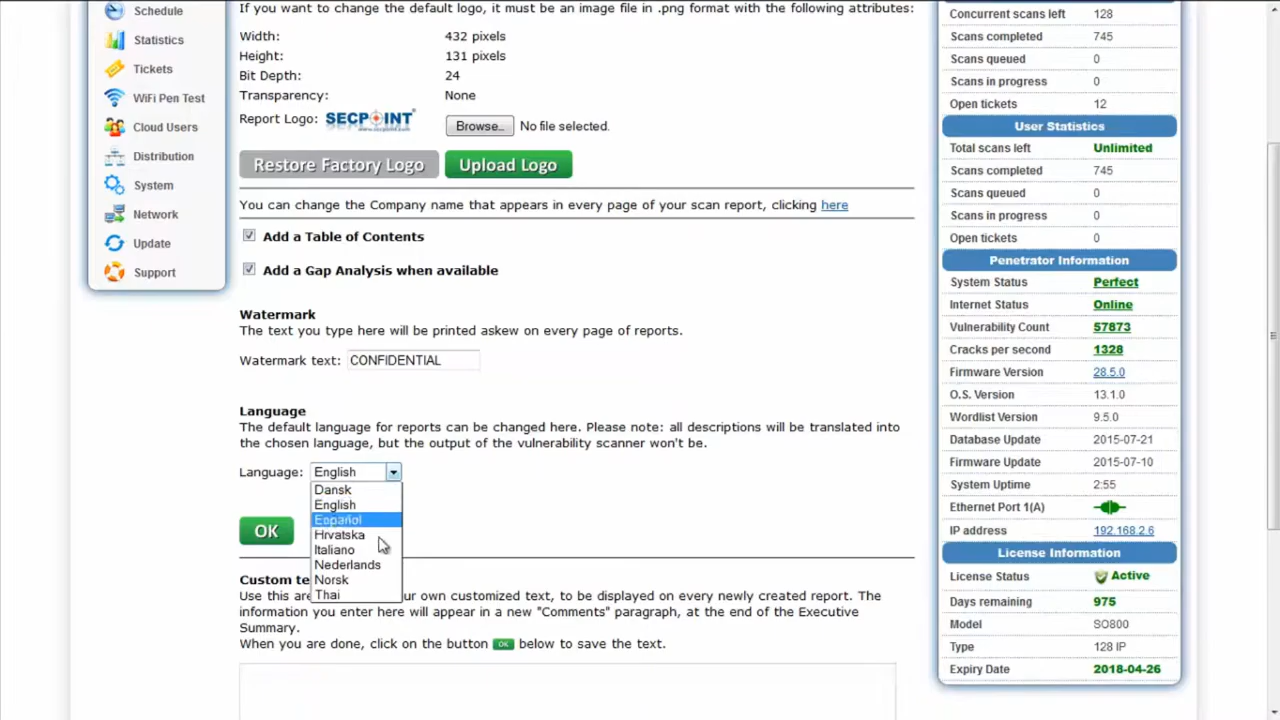 Schedule
Statistics
Tickets
WiFi Pen Test
Cloud Users
Distribution
System
Network
Update
Support
If you want to change the default logo, it must be an image file in .png format with the following attributes:
Width: 432 pixels
Height: 131 pixels
Bit Depth: 24
Transparency: None
Report Logo: SECPOINT Browse... No file selected.
Restore Factory Logo Upload Logo
You can change the Company name that appears in every page of your scan report, clicking here
Add a Table of Contents
Add a Gap Analysis when available
Watermark
The text you type here will be printed askew on every page of reports.
Watermark text: CONFIDENTIAL
Language
The default language for reports can be changed here. Please note: all descriptions will be translated into
the chosen language, but the output of the vulnerability scanner won't be.
Language: English
Dansk
English
Español
Hrvatska
Italiano
Nederlands
Norsk
Thai
OK
Custom te
Use this are our own customized text, to be displayed on every newly created report. The
information you enter here will appear in a new "Comments" paragraph, at the end of the Executive
Summary.
When you are done, click on the button OK below to save the text.
Concurrent scans left 128
Scans completed 745
Scans queued 0
Scans in progress 0
Open tickets 12
User Statistics
Total scans left Unlimited
Scans completed 745
Scans queued 0
Scans in progress 0
Open tickets 0
Penetrator Information
System Status Perfect
Internet Status Online
Vulnerability Count 57873
Cracks per second 1328
Firmware Version 28.5.0
O.S. Version 13.1.0
Wordlist Version 9.5.0
Database Update 2015-07-21
Firmware Update 2015-07-10
System Uptime 2:55
Ethernet Port 1(A)
IP address 192.168.2.6
License Information
License Status Active
Days remaining 975
Model SO800
Type 128 IP
Expiry Date 2018-04-26